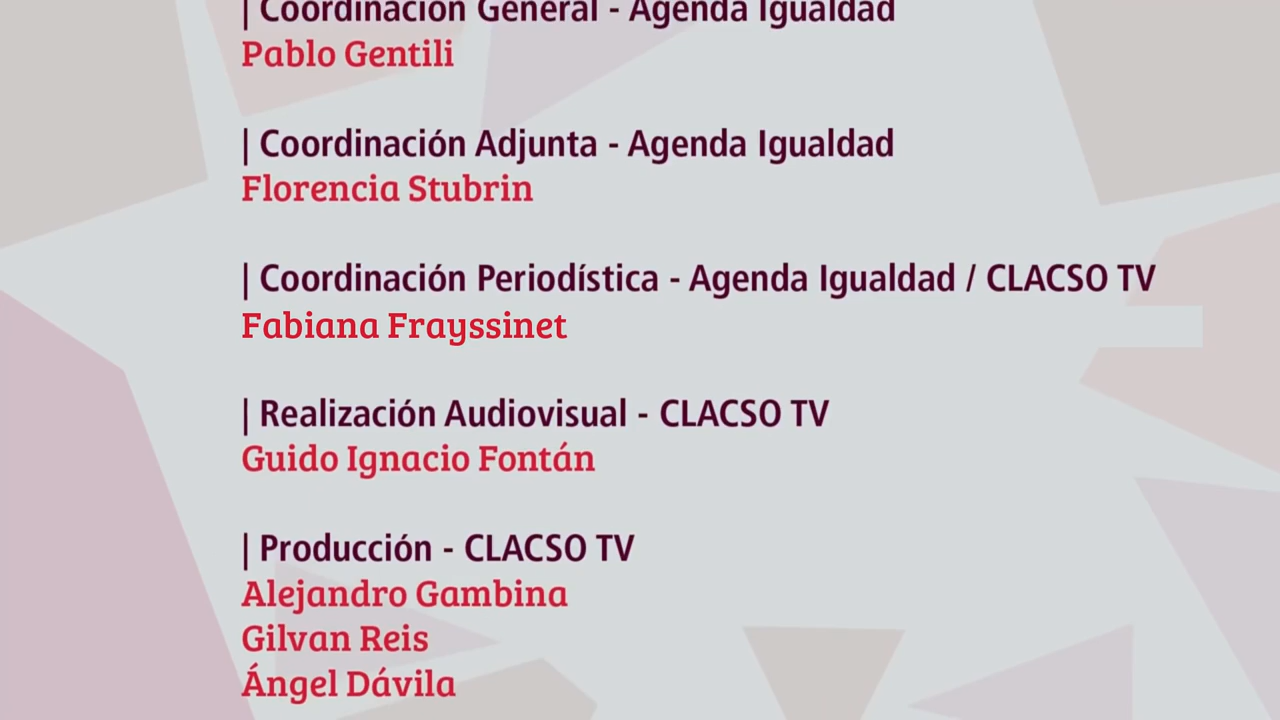 | Coordinación General - Agenda Igualdad
Pablo Gentili
| Coordinación Adjunta - Agenda Igualdad
Florencia Stubrin
| Coordinación Periodística - Agenda Igualdad / CLACSO TV
Fabiana Frayssinet
| Realización Audiovisual - CLACSO TV
Guido Ignacio Fontán
| Producción - CLACSO TV
Alejandro Gambina
Gilvan Reis
Ángel Dávila